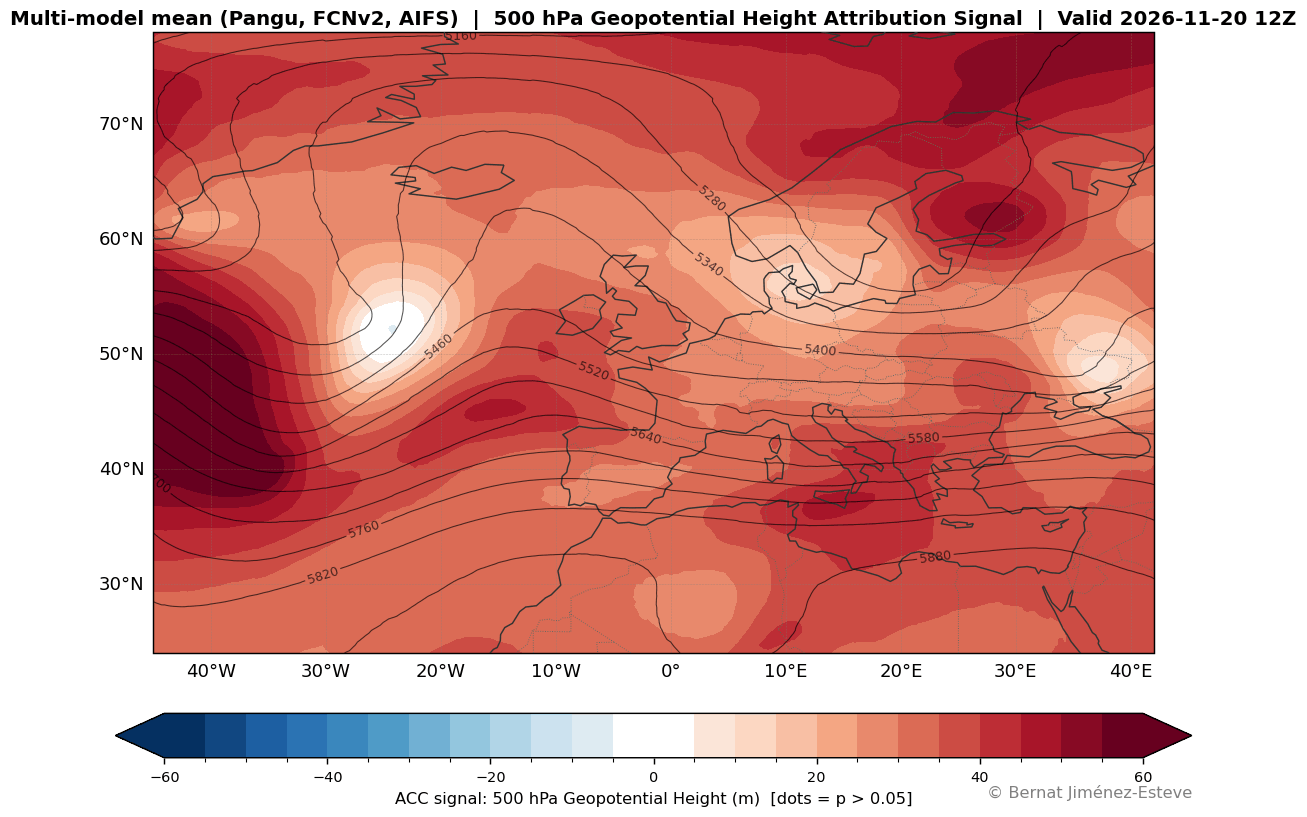 Multi-model mean (Pangu, FCNv2, AIFS) | 500 hPa Geopotential Height Attribution Signal | Valid 2026-11-20 12Z
5160
70°N
5280
60°N
5340
50°N
5460
5400
5520
5640
5580
40°N
5760
5880
5820
30°N
40°W 30°W 20°W 10°W 0° 10°E 20°E 30°E 40°E
−60 −40 −20 0 20 40 60
ACC signal: 500 hPa Geopotential Height (m) [dots = p > 0.05]
© Bernat Jiménez-Esteve